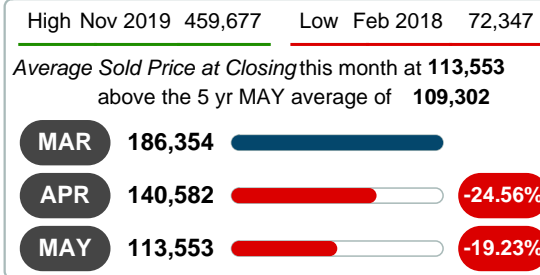 High Nov 2019 459,677 Low Feb 2018 72,347
Average Sold Price at Closing this month at 113,553
above the 5 yr MAY average of 109,302
MAR 186,354
APR 140,582 -24.56%
MAY 113,553 -19.23%